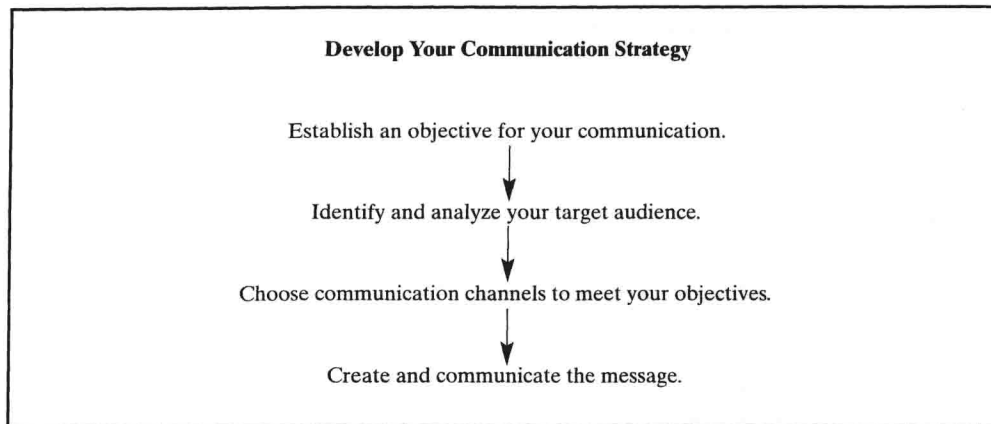 Develop Your Communication Strategy
Establish an objective for your communication.
Identify and analyze your target audience.
Choose communication channels to meet your objectives.
Create and communicate the message.